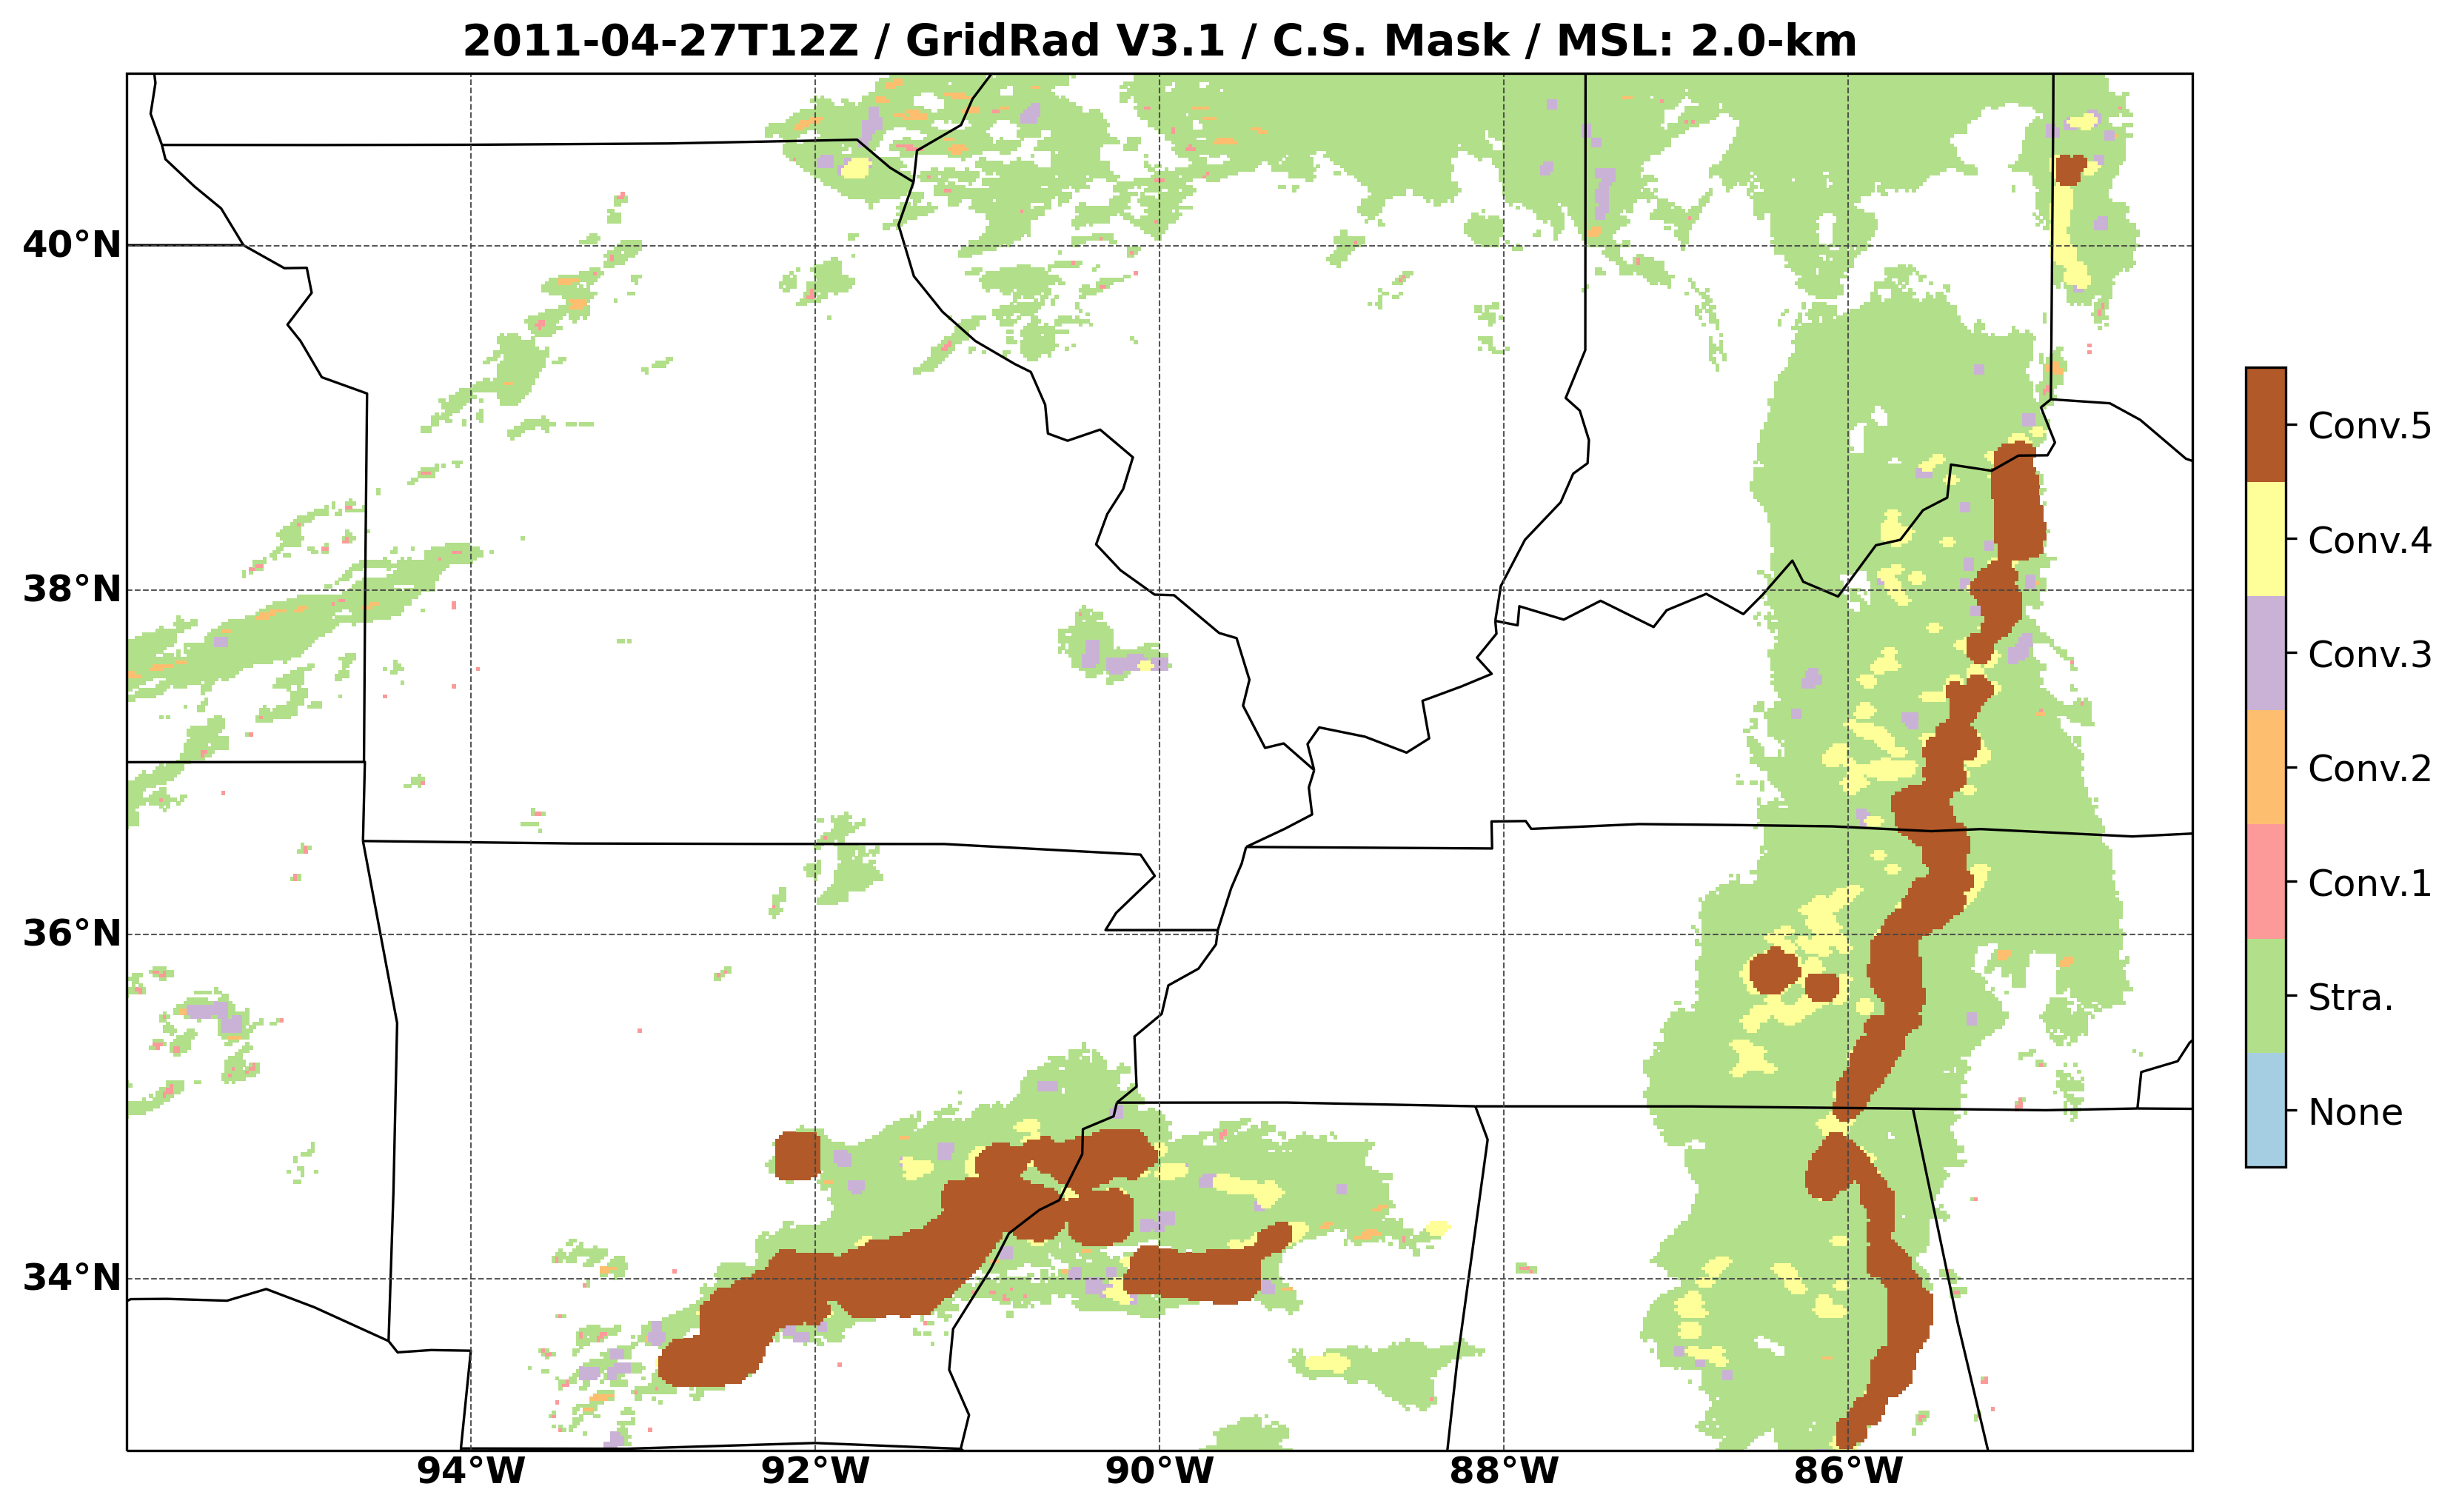 2011-04-27T12Z / GridRad V3.1 / C.S. Mask / MSL: 2.0-km
40°N
38°N
36°N
34°N
94°W
92°W
90°W
88°W
86°W
Conv.5
Conv.4
Conv.3
Conv.2
Conv.1
Stra.
None